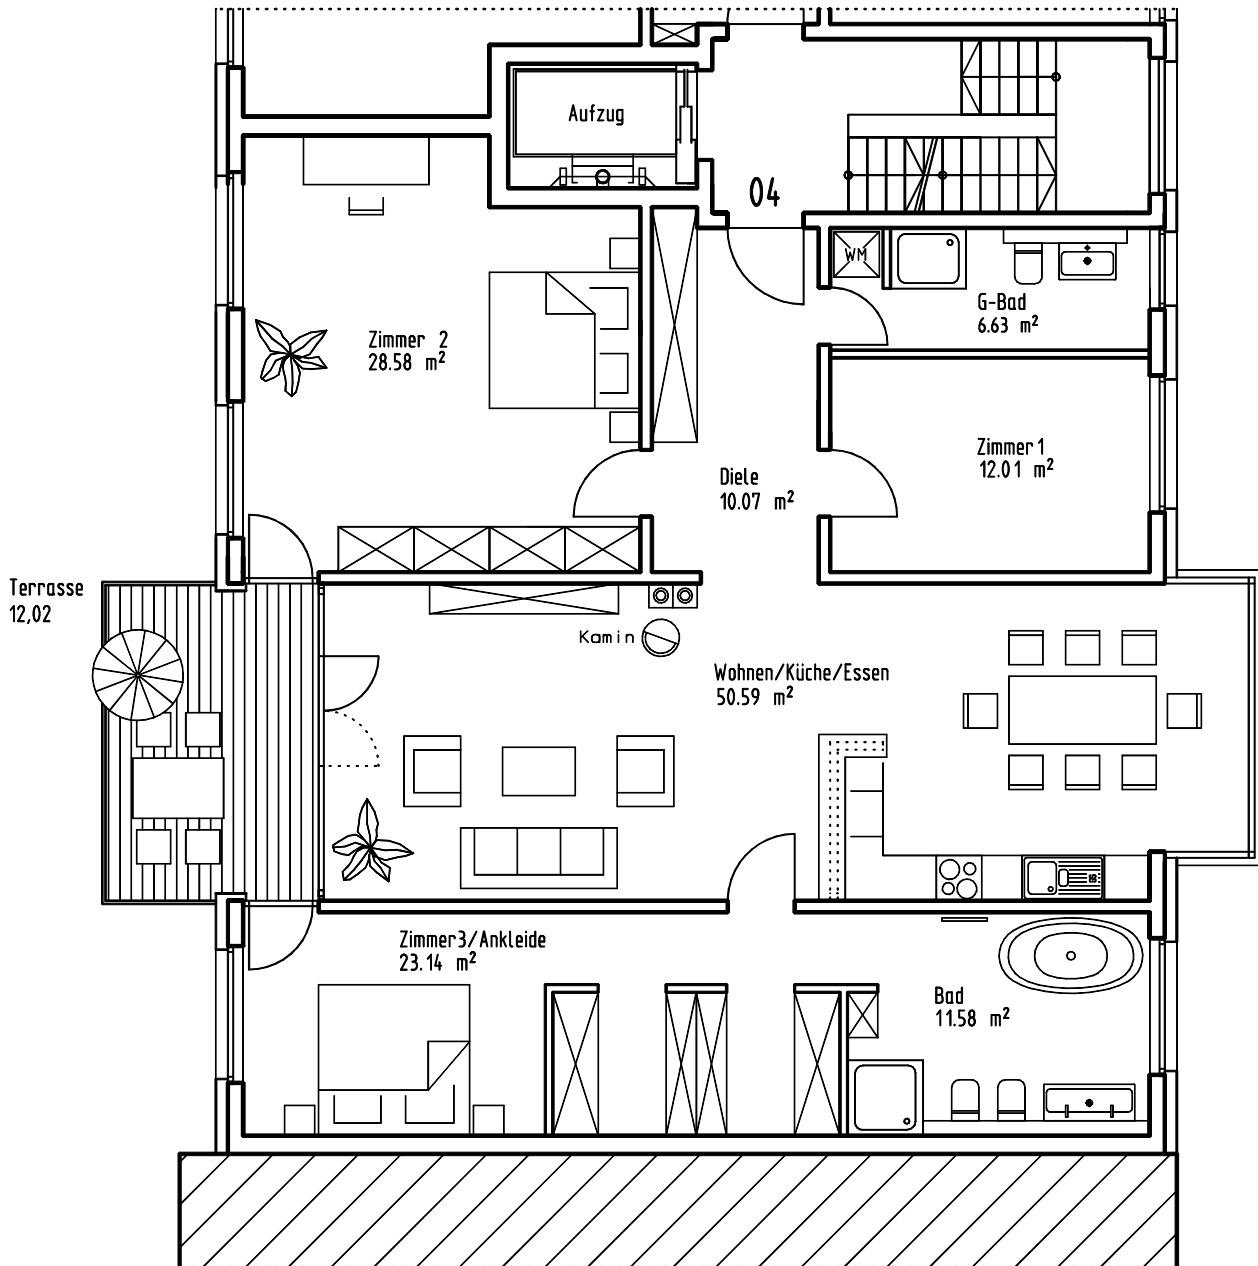 Aufzug
04
WM
G-Bad
6.63 m²
Zimmer 2
28.58 m²
Zimmer 1
12.01 m²
Diele
10.07 m²
Terrasse
12,02
Kamin
Wohnen/Küche/Essen
50.59 m²
Zimmer3/Ankleide
23.14 m²
Bad
11.58 m²